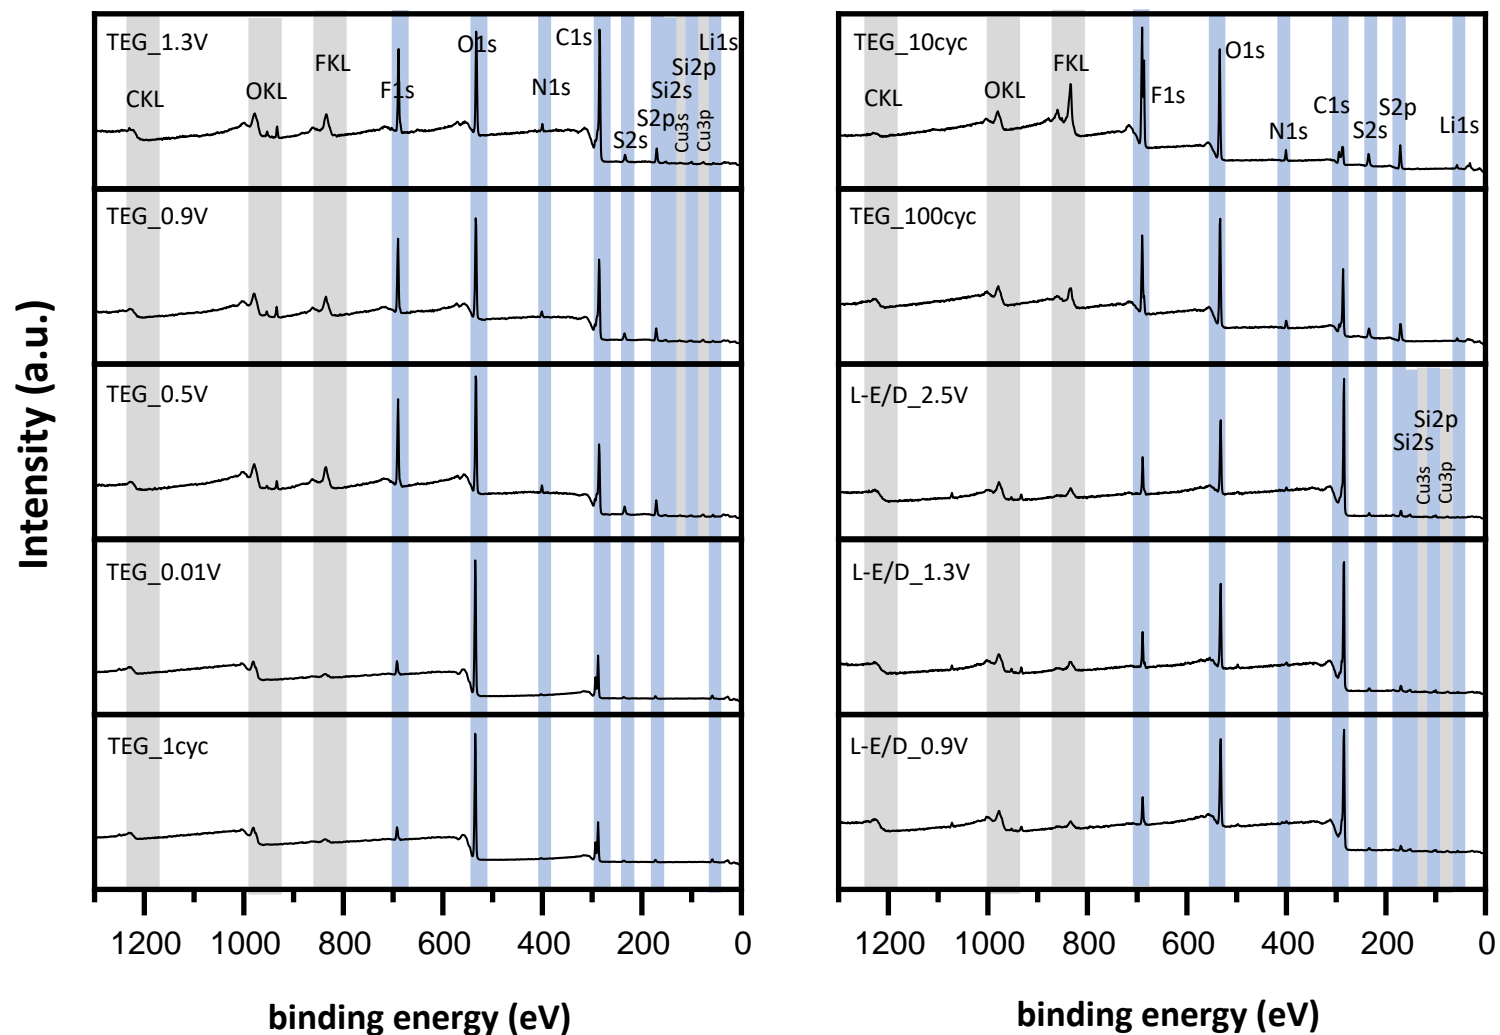 Intensity (a.u.)
TEG_1.3V
CKL
OKL
FKL
F1s
O1s
N1s
C1s
S2s
S2p
Si2s
Cu3s
Si2p
Cu3p
Li1s
TEG_0.9V
TEG_0.5V
TEG_0.01V
TEG_1cyc
1200 1000 800 600 400 200 0
binding energy (eV)
TEG_10cyc
CKL
OKL
FKL
F1s
O1s
N1s
C1s
S2s
S2p
Li1s
TEG_100cyc
L-E/D_2.5V
Si2s
Si2p
Cu3s
Cu3p
L-E/D_1.3V
L-E/D_0.9V
1200 1000 800 600 400 200 0
binding energy (eV)